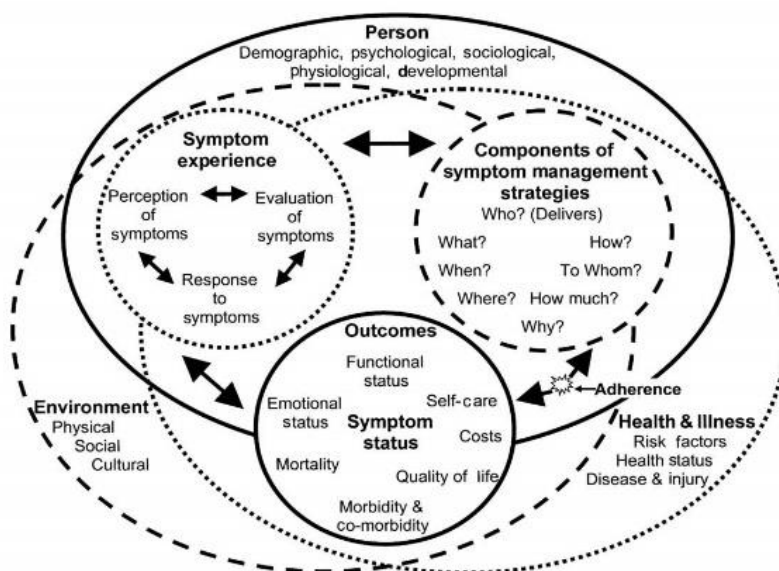 Person
Demographic, psychological, sociological,
physiological, developmental
Symptom
experience
Perception
of
symptoms
Evaluation
of
symptoms
Response
to
symptoms
Components of
symptom management
strategies
Who? (Delivers)
What?
How?
When?
To Whom?
Where?
How much?
Why?
Outcomes
Functional
status
Emotional
status
Self-care
Symptom
status
Costs
Mortality
Quality of life
Morbidity &
co-morbidity
Adherence
Environment
Physical
Social
Cultural
Health & Illness
Risk factors
Health status
Disease & injury